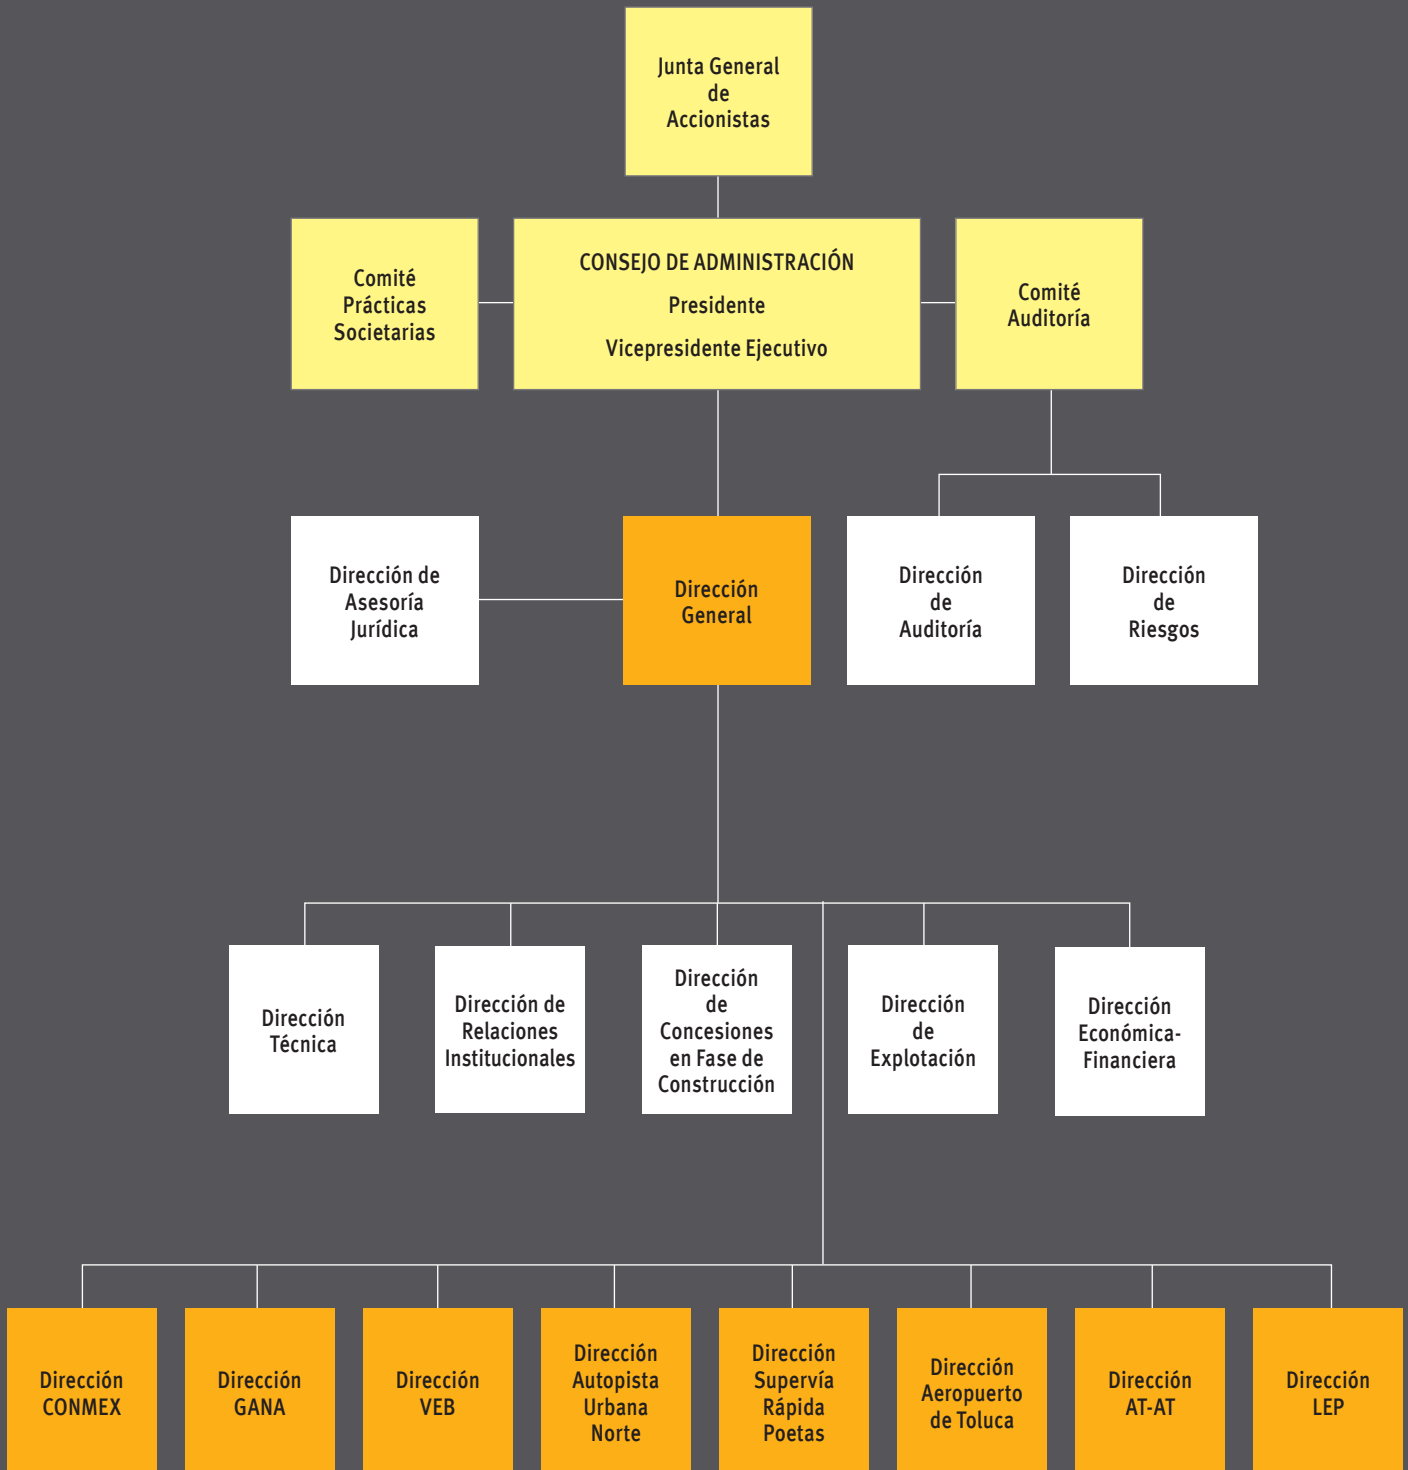 Junta General
de
Accionistas
Comité
Prácticas
Societarias
CONSEJO DE ADMINISTRACIÓN
Presidente
Vicepresidente Ejecutivo
Comité
Auditoría
Dirección de
Asesoría
Jurídica
Dirección
General
Dirección
de
Auditoría
Dirección
de
Riesgos
Dirección
Técnica
Dirección de
Relaciones
Institucionales
Dirección
de
Concesiones
en Fase de
Construcción
Dirección
de
Explotación
Dirección
Económica-
Financiera
Dirección
CONMEX
Dirección
GANA
Dirección
VEB
Dirección
Autopista
Urbana
Norte
Dirección
Supervía
Rápida
Poetas
Dirección
Aeropuerto
de Toluca
Dirección
AT-AT
Dirección
LEP